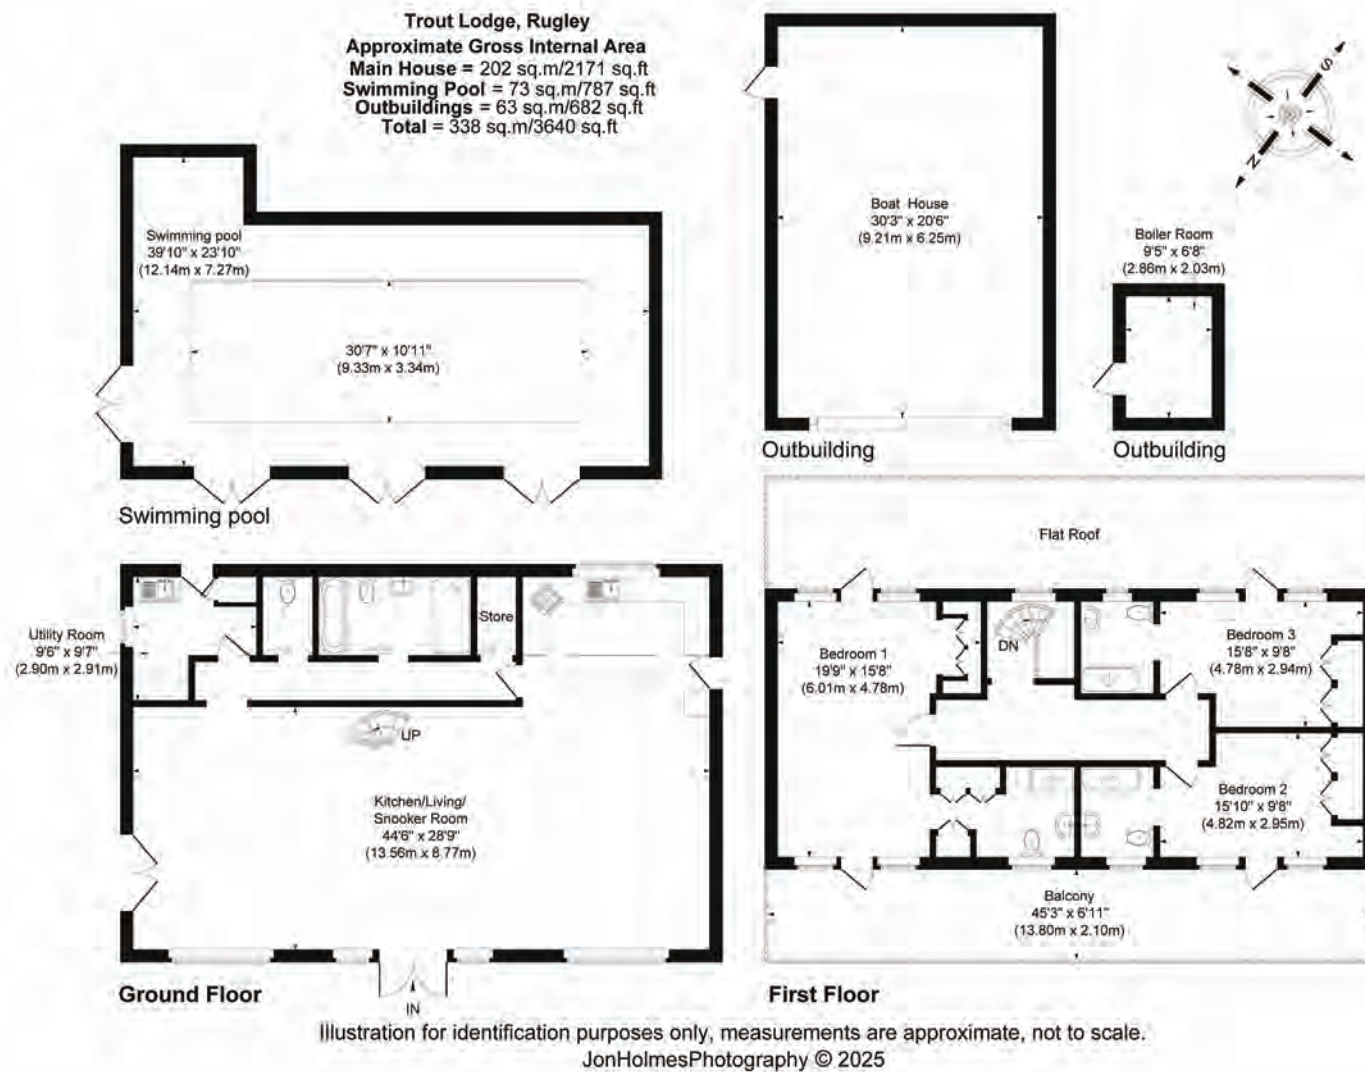 Trout Lodge, Rugley
Approximate Gross Internal Area
Main House = 202 sq.m/2171 sq.ft
Swimming Pool = 73 sq.m/787 sq.ft
Outbuildings = 63 sq.m/682 sq.ft
Total = 338 sq.m/3640 sq.ft
S
N
Swimming pool
39'10" x 23'10"
(12.14m x 7.27m)
30'7" x 10'11"
(9.33m x 3.34m)
Swimming pool
Boat House
30'3" x 20'6"
(9.21m x 6.25m)
Outbuilding
Boiler Room
9'5" x 6'8"
(2.86m x 2.03m)
Outbuilding
Utility Room
9'6" x 9'7"
(2.90m x 2.91m)
Store
UP
Kitchen/Living/
Snooker Room
44'6" x 28'9"
(13.56m x 8.77m)
IN
Ground Floor
Flat Roof
Bedroom 1
19'9" x 15'8"
(6.01m x 4.78m)
DN
Bedroom 3
15'8" x 9'8"
(4.78m x 2.94m)
Bedroom 2
15'10" x 9'8"
(4.82m x 2.95m)
Balcony
45'3" x 6'11"
(13.80m x 2.10m)
First Floor
Illustration for identification purposes only, measurements are approximate, not to scale.
JonHolmesPhotography © 2025